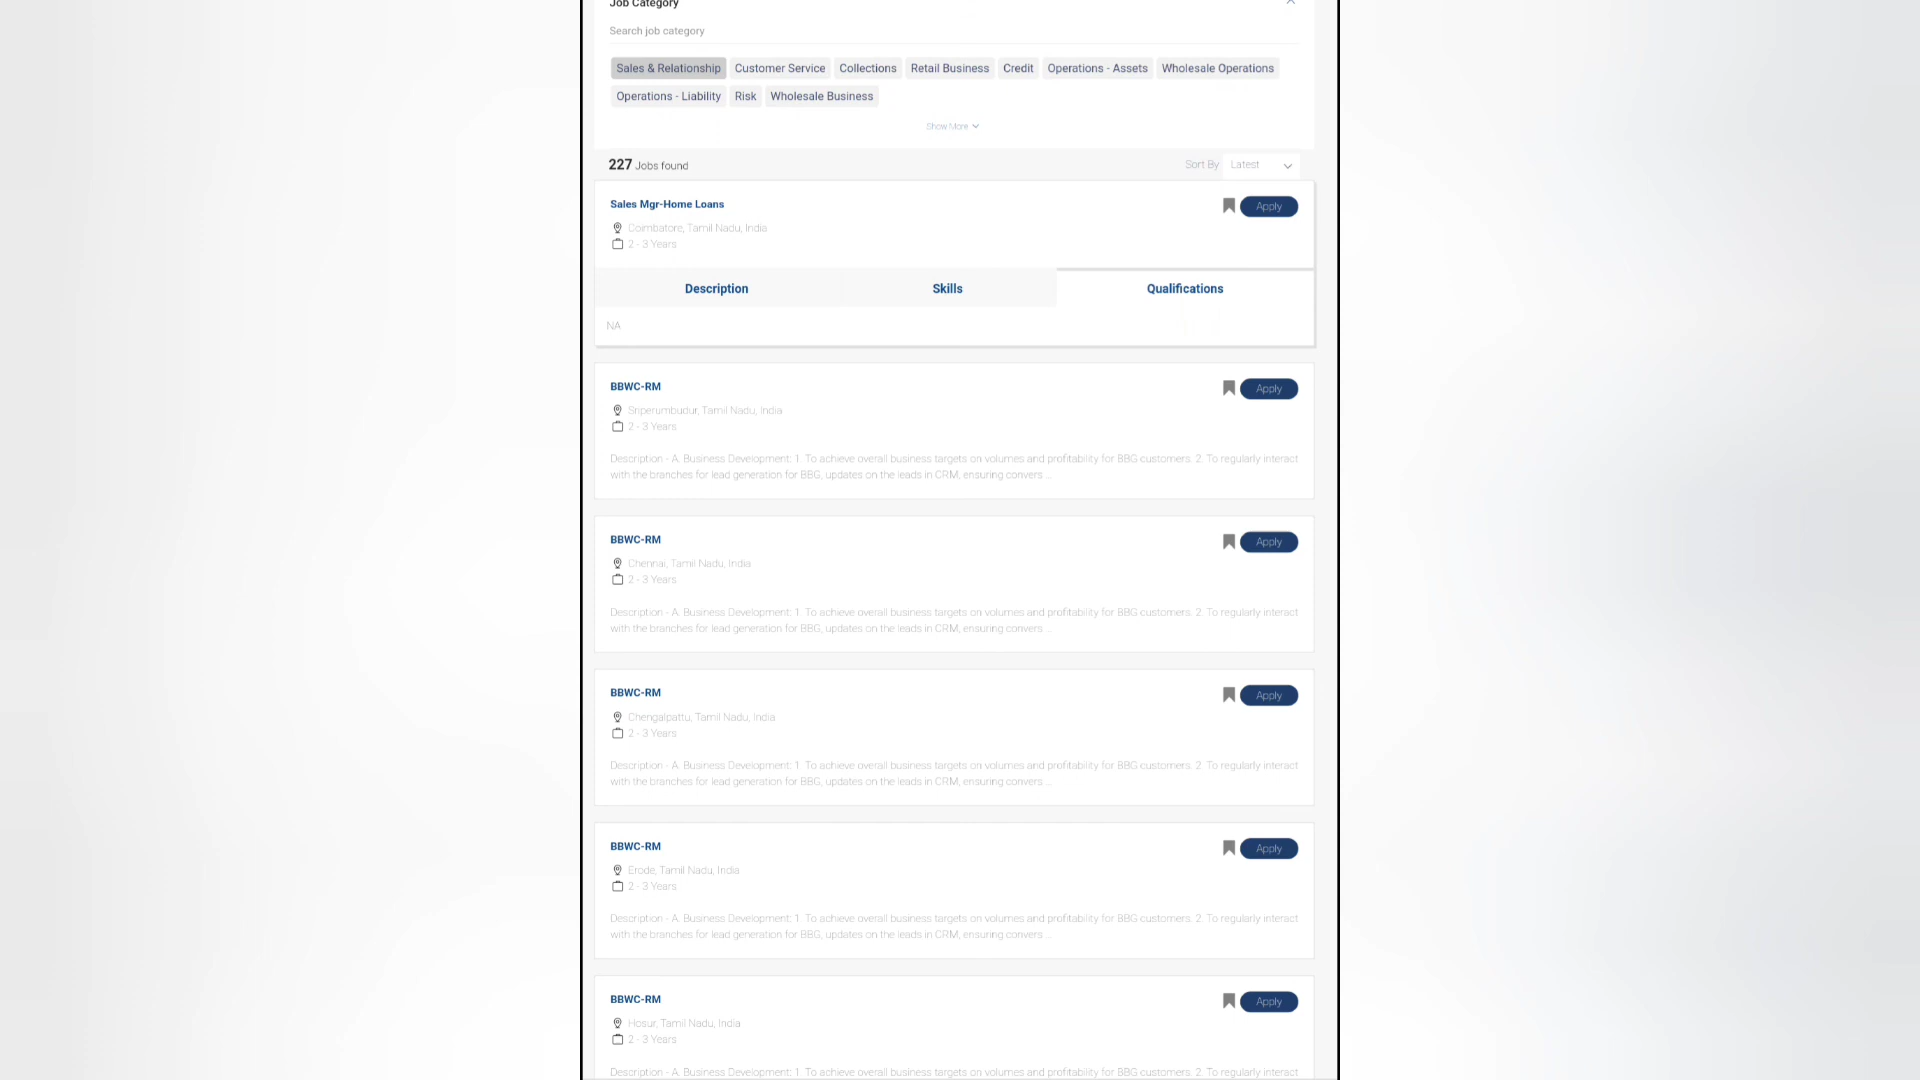 Job Category
Search job category
Sales & Relationship Customer Service Collections Retail Business Credit Operations - Assets Wholesale Operations
Operations - Liability Risk Wholesale Business
Show More
227 Jobs found
Sort By Latest
Sales Mgr-Home Loans
Apply
Coimbatore, Tamil Nadu, India
2 - 3 Years
Description Skills Qualifications
NA
BBWC-RM
Apply
Sriperumbudur, Tamil Nadu, India
2 - 3 Years
Description - A. Business Development: 1. To achieve overall business targets on volumes and profitability for BBG customers. 2. To regularly interact
with the branches for lead generation for BBG, updates on the leads in CRM, ensuring convers ...
BBWC-RM
Apply
Chennai, Tamil Nadu, India
2 - 3 Years
Description - A. Business Development: 1. To achieve overall business targets on volumes and profitability for BBG customers. 2. To regularly interact
with the branches for lead generation for BBG, updates on the leads in CRM, ensuring convers ...
BBWC-RM
Apply
Chengalpattu, Tamil Nadu, India
2 - 3 Years
Description - A. Business Development: 1. To achieve overall business targets on volumes and profitability for BBG customers. 2. To regularly interact
with the branches for lead generation for BBG, updates on the leads in CRM, ensuring convers ...
BBWC-RM
Apply
Erode, Tamil Nadu, India
2 - 3 Years
Description - A. Business Development: 1. To achieve overall business targets on volumes and profitability for BBG customers. 2. To regularly interact
with the branches for lead generation for BBG, updates on the leads in CRM, ensuring convers ...
BBWC-RM
Apply
Hosur, Tamil Nadu, India
2 - 3 Years
Description - A. Business Development: 1. To achieve overall business targets on volumes and profitability for BBG customers. 2. To regularly interact